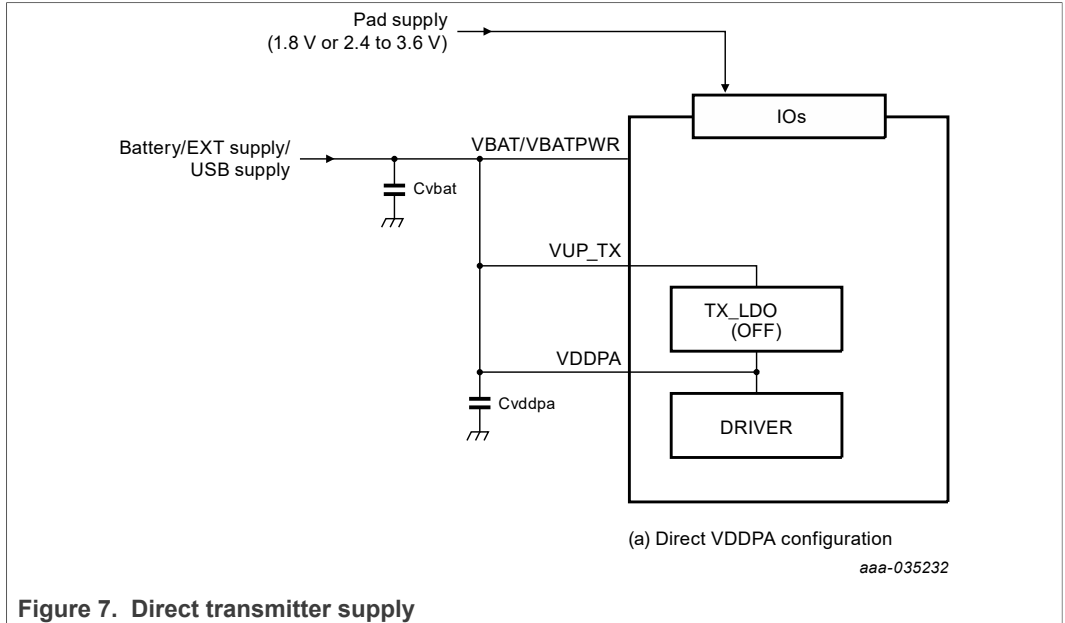 Pad supply
(1.8 V or 2.4 to 3.6 V)
IOs
Battery/EXT supply/
USB supply
VBAT/VBATPWR
Cvbat
VUP_TX
TX_LDO
(OFF)
VDDPA
Cvddpa
DRIVER
(a) Direct VDDPA configuration
aaa-035232
Figure 7. Direct transmitter supply